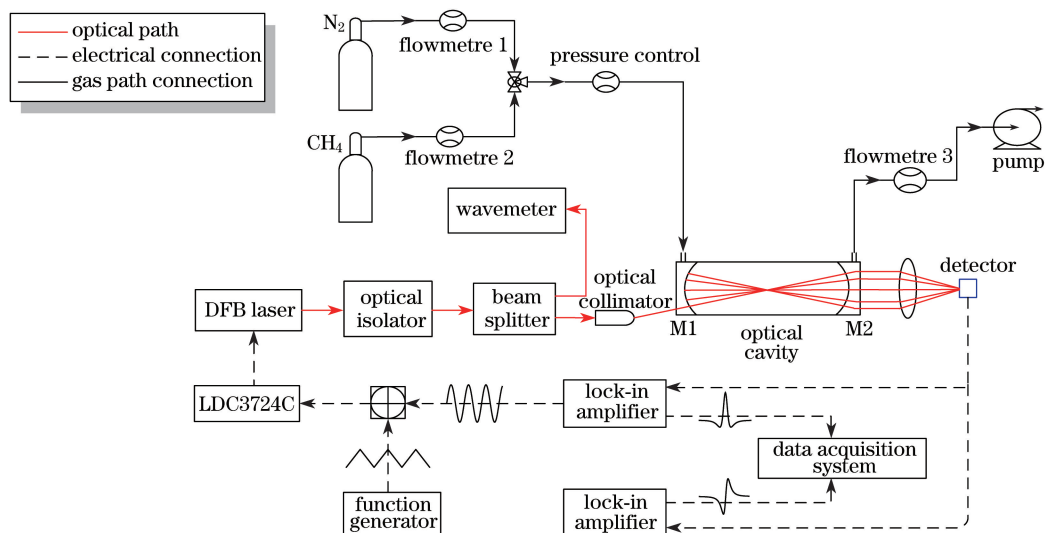 optical path
electrical connection
gas path connection
N2
flowmetre 1
pressure control
CH4
flowmetre 2
flowmetre 3
pump
wavemeter
detector
DFB laser
optical
isolator
beam
splitter
optical
collimator
M1
M2
optical
cavity
LDC3724C
lock-in
amplifier
data acquisition
system
function
generator
lock-in
amplifier